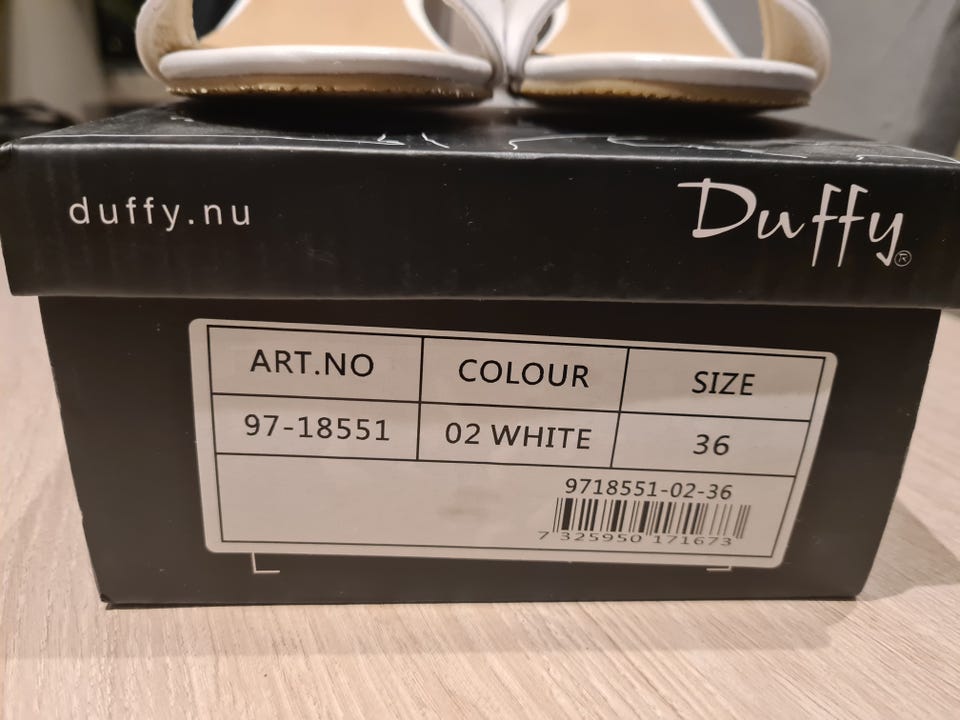 duffy.nu
Duffy®
ART.NO COLOUR SIZE
97-18551 02 WHITE 36
9718551-02-36
7 325950 171673